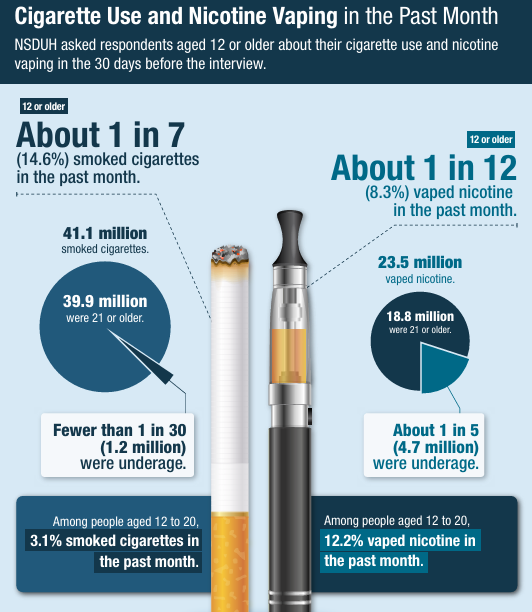 Cigarette Use and Nicotine Vaping in the Past Month
NSDUH asked respondents aged 12 or older about their cigarette use and nicotine
vaping in the 30 days before the interview.
12 or older
About 1 in 7
(14.6%) smoked cigarettes
in the past month.
12 or older
About 1 in 12
(8.3%) vaped nicotine
in the past month.
41.1 million
smoked cigarettes.
39.9 million
were 21 or older.
Fewer than 1 in 30
(1.2 million)
were underage.
23.5 million
vaped nicotine.
18.8 million
were 21 or older.
About 1 in 5
(4.7 million)
were underage.
Among people aged 12 to 20,
3.1% smoked cigarettes in
the past month.
Among people aged 12 to 20,
12.2% vaped nicotine in
the past month.